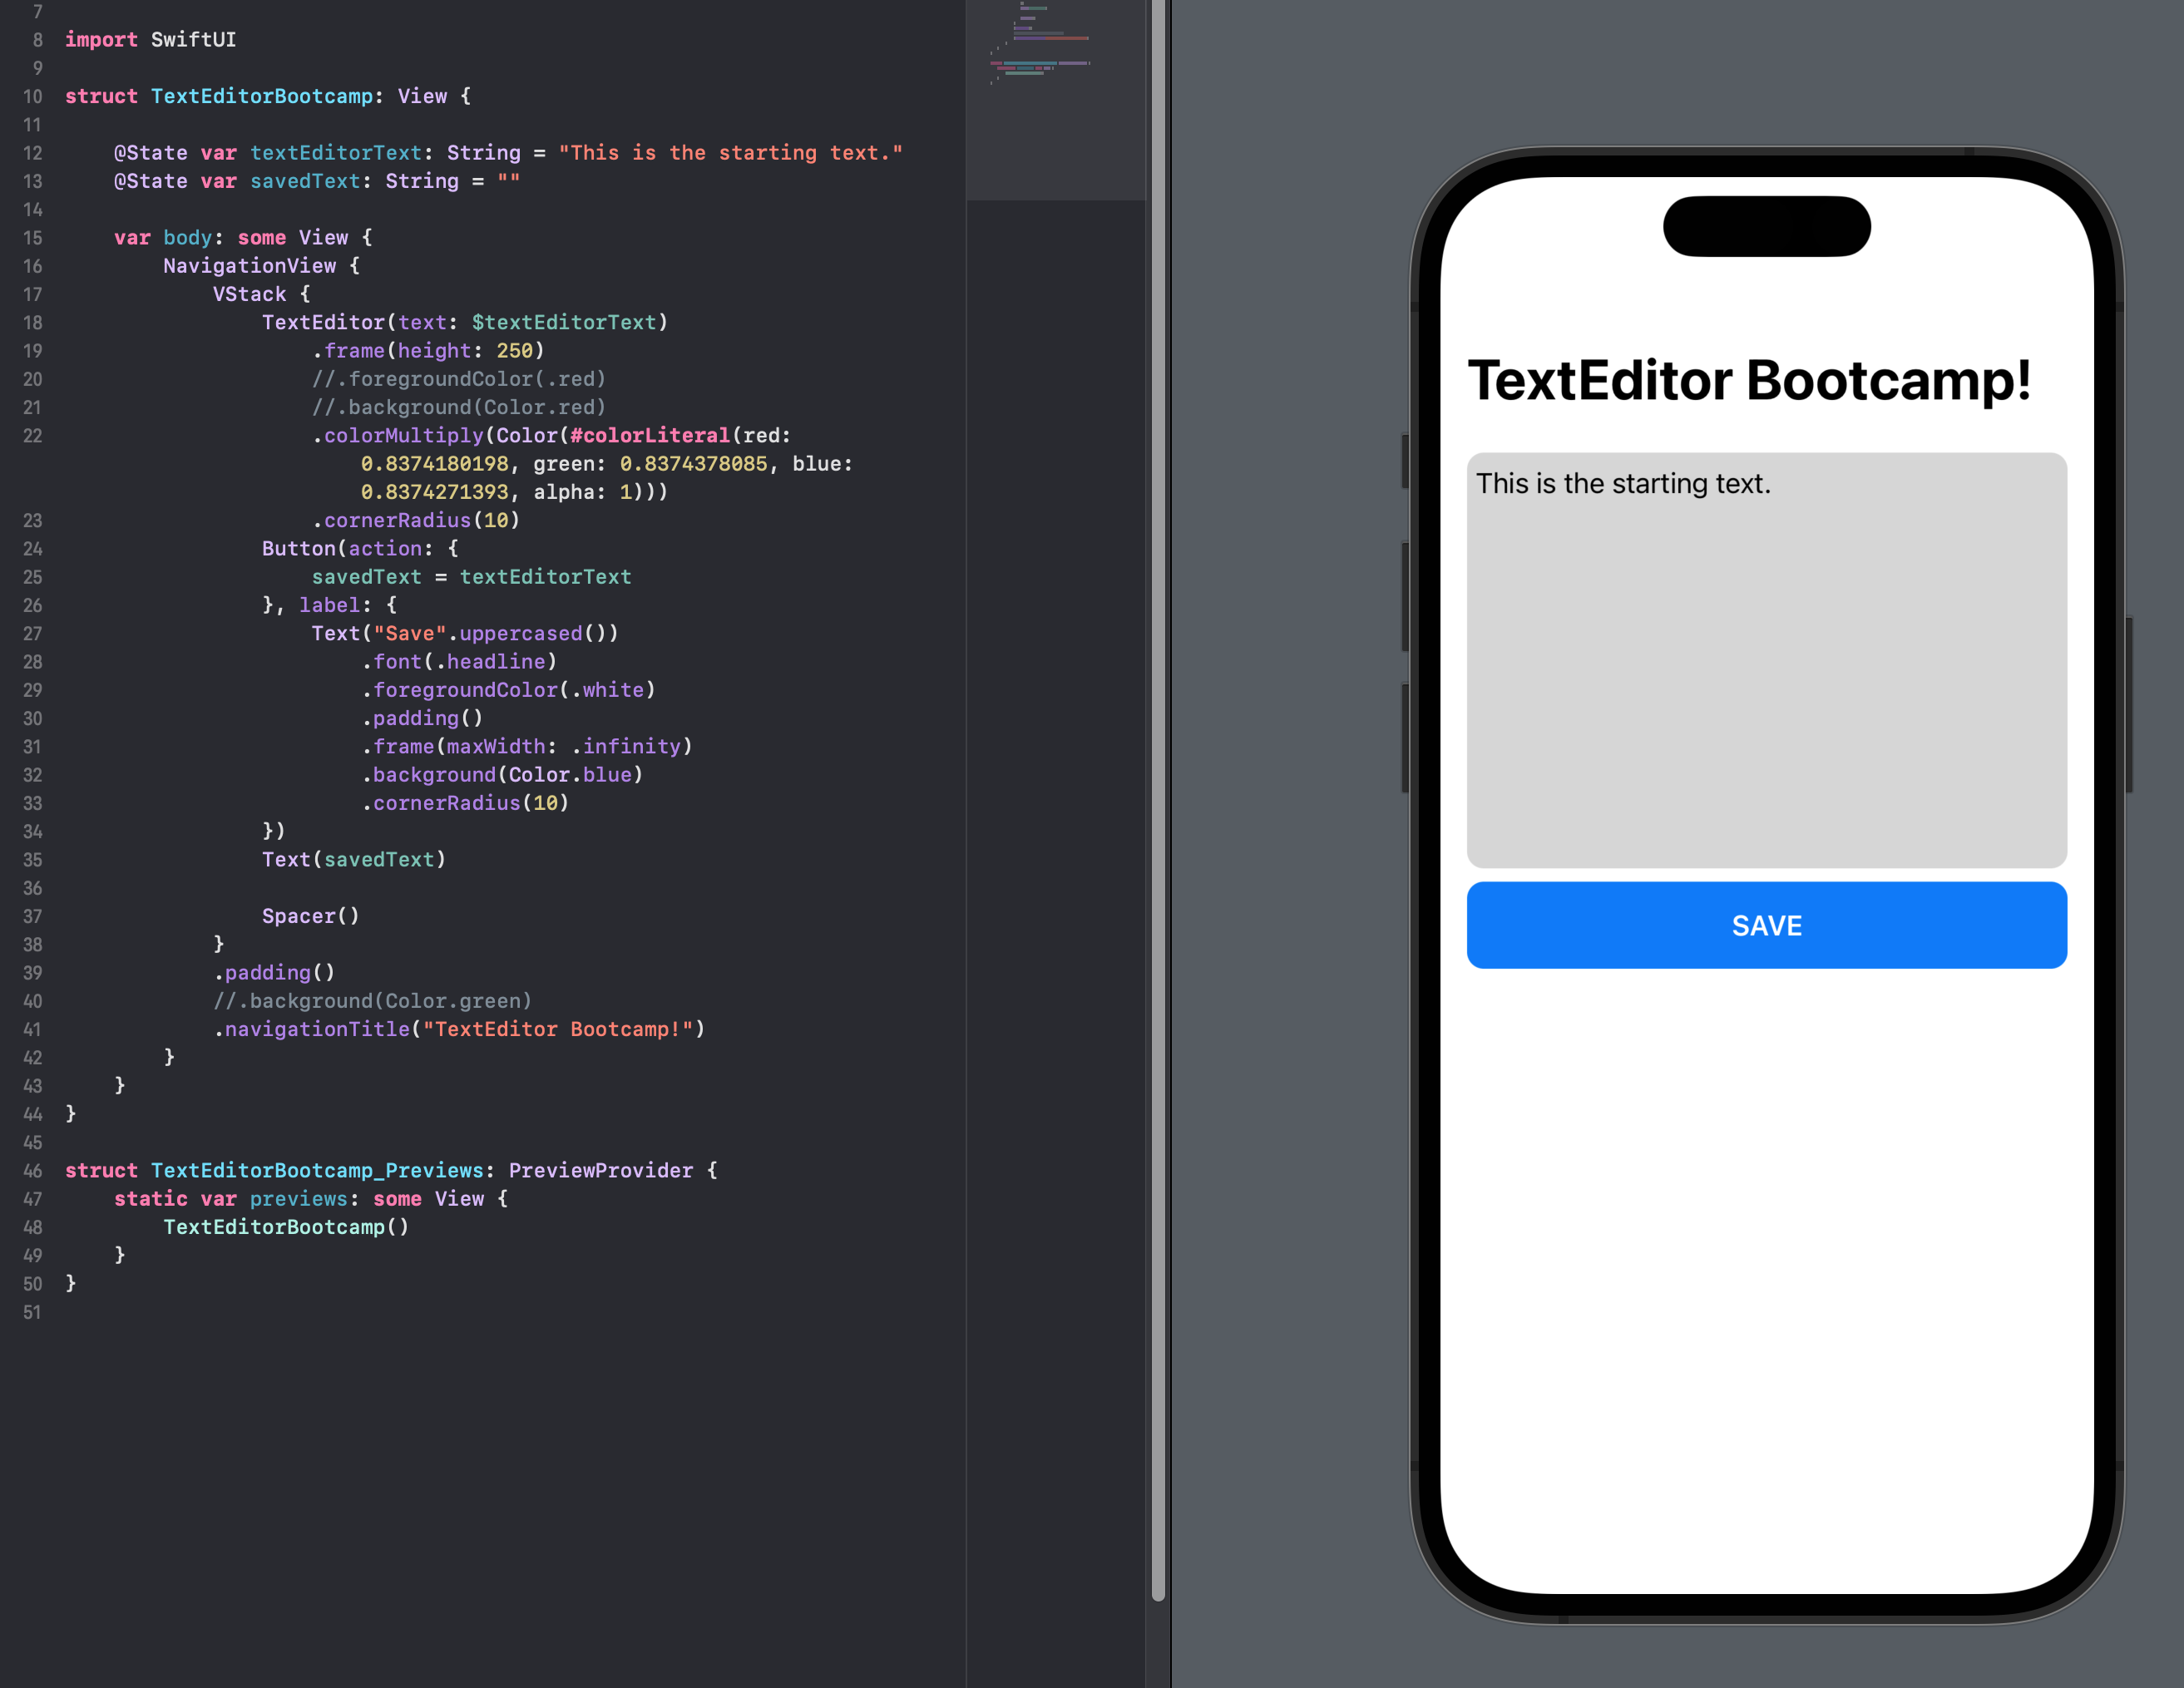 7
8 import SwiftUI
9
10 struct TextEditorBootcamp: View {
11
12     @State var textEditorText: String = "This is the starting text."
13     @State var savedText: String = ""
14
15     var body: some View {
16         NavigationView {
17             VStack {
18                 TextEditor(text: $textEditorText)
19                     .frame(height: 250)
20                     //.foregroundColor(.red)
21                     //.background(Color.red)
22                     .colorMultiply(Color(#colorLiteral(red:
                        0.8374180198, green: 0.8374378085, blue:
                        0.8374271393, alpha: 1)))
23                     .cornerRadius(10)
24                 Button(action: {
25                     savedText = textEditorText
26                 }, label: {
27                     Text("Save".uppercased())
28                         .font(.headline)
29                         .foregroundColor(.white)
30                         .padding()
31                         .frame(maxWidth: .infinity)
32                         .background(Color.blue)
33                         .cornerRadius(10)
34                 })
35                 Text(savedText)
36
37                 Spacer()
38             }
39             .padding()
40             //.background(Color.green)
41             .navigationTitle("TextEditor Bootcamp!")
42         }
43     }
44 }
45
46 struct TextEditorBootcamp_Previews: PreviewProvider {
47     static var previews: some View {
48         TextEditorBootcamp()
49     }
50 }
51
TextEditor Bootcamp!
This is the starting text.
SAVE